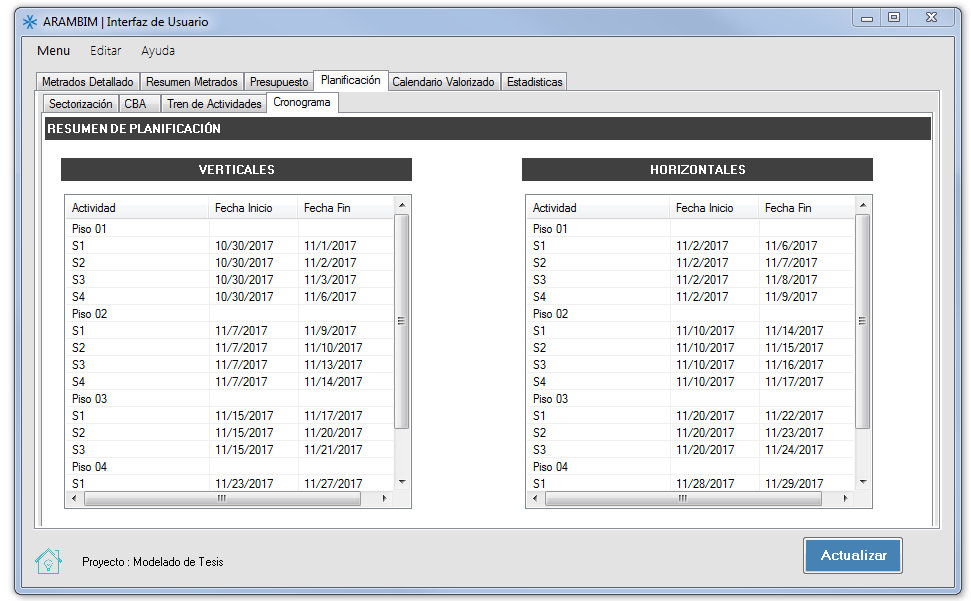 ARAMBIM | Interfaz de Usuario
Menu Editar Ayuda
Metrados Detallado Resumen Metrados Presupuesto Planificación Calendario Valorizado Estadisticas
Sectorización CBA Tren de Actividades Cronograma
RESUMEN DE PLANIFICACIÓN
VERTICALES
Actividad Fecha Inicio Fecha Fin
Piso 01
S1 10/30/2017 11/1/2017
S2 10/30/2017 11/2/2017
S3 10/30/2017 11/3/2017
S4 10/30/2017 11/6/2017
Piso 02
S1 11/7/2017 11/9/2017
S2 11/7/2017 11/10/2017
S3 11/7/2017 11/13/2017
S4 11/7/2017 11/14/2017
Piso 03
S1 11/15/2017 11/17/2017
S2 11/15/2017 11/20/2017
S3 11/15/2017 11/21/2017
Piso 04
S1 11/23/2017 11/27/2017
HORIZONTALES
Actividad Fecha Inicio Fecha Fin
Piso 01
S1 11/2/2017 11/6/2017
S2 11/2/2017 11/7/2017
S3 11/2/2017 11/8/2017
S4 11/2/2017 11/9/2017
Piso 02
S1 11/10/2017 11/14/2017
S2 11/10/2017 11/15/2017
S3 11/10/2017 11/16/2017
S4 11/10/2017 11/17/2017
Piso 03
S1 11/20/2017 11/22/2017
S2 11/20/2017 11/23/2017
S3 11/20/2017 11/24/2017
Piso 04
S1 11/28/2017 11/29/2017
Proyecto : Modelado de Tesis
Actualizar